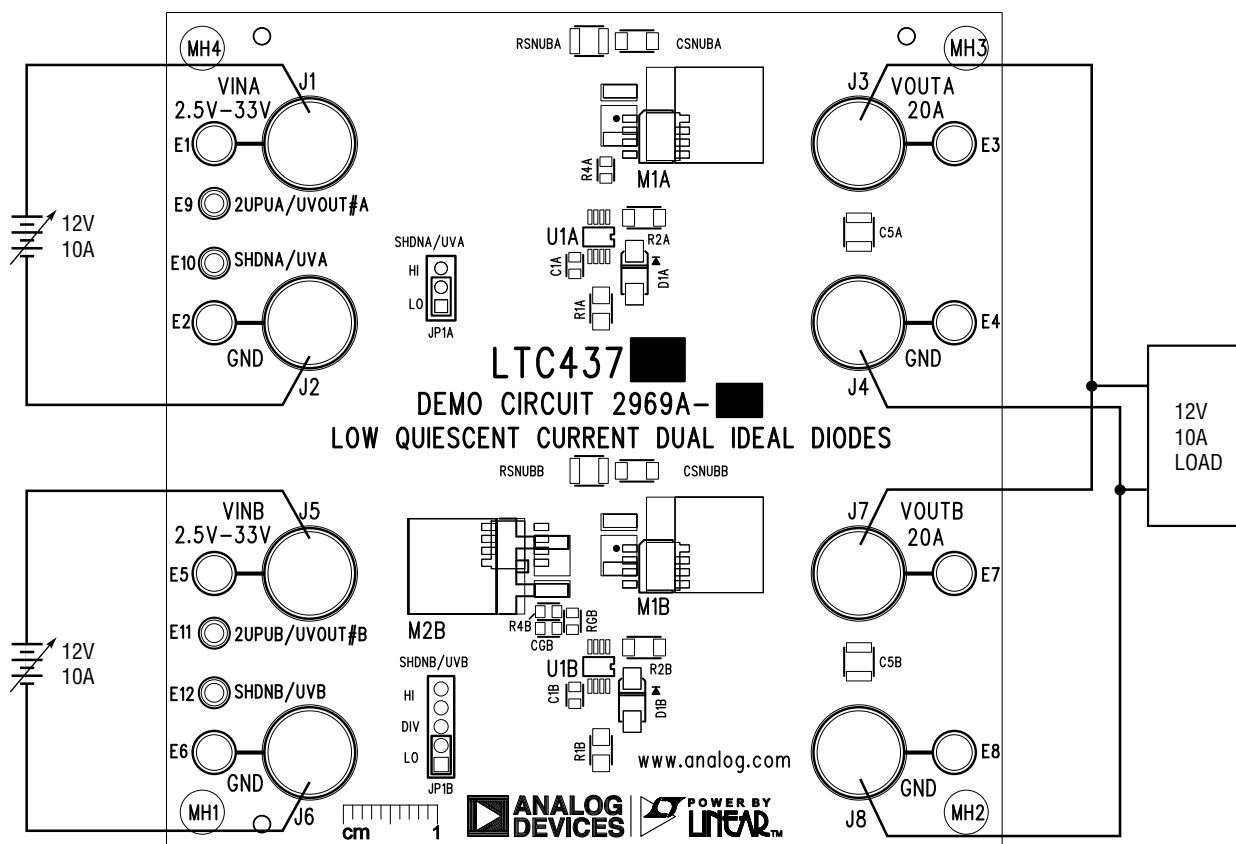 MH4
RSNUBA
CSNUBA
MH3
VINA
2.5V-33V
J1
J3
VOUTA
20A
E1
E3
R4A
M1A
E9
2UPUA/UVOUT#A
12V
10A
SHDNA/UVA
U1A
R2A
C5A
E10
SHDNA/UVA
HI
C1A
D1A
LO
R1A
JP1A
E2
GND
J2
E4
GND
J4
LTC437
DEMO CIRCUIT 2969A-
LOW QUIESCENT CURRENT DUAL IDEAL DIODES
12V
10A
LOAD
RSNUBB
CSNUBB
VINB
2.5V-33V
J5
J7
VOUTB
20A
E5
E7
M2B
M1B
R4B
CGB
RGB
E11
2UPUB/UVOUT#B
12V
10A
SHDNB/UVB
U1B
R2B
C5B
E12
SHDNB/UVB
HI
DIV
LO
C1B
D1B
R1B
JP1B
E6
GND
J6
www.analog.com
E8
GND
J8
MH1
cm 1
ANALOG
DEVICES
POWER BY
LINEAR™
MH2